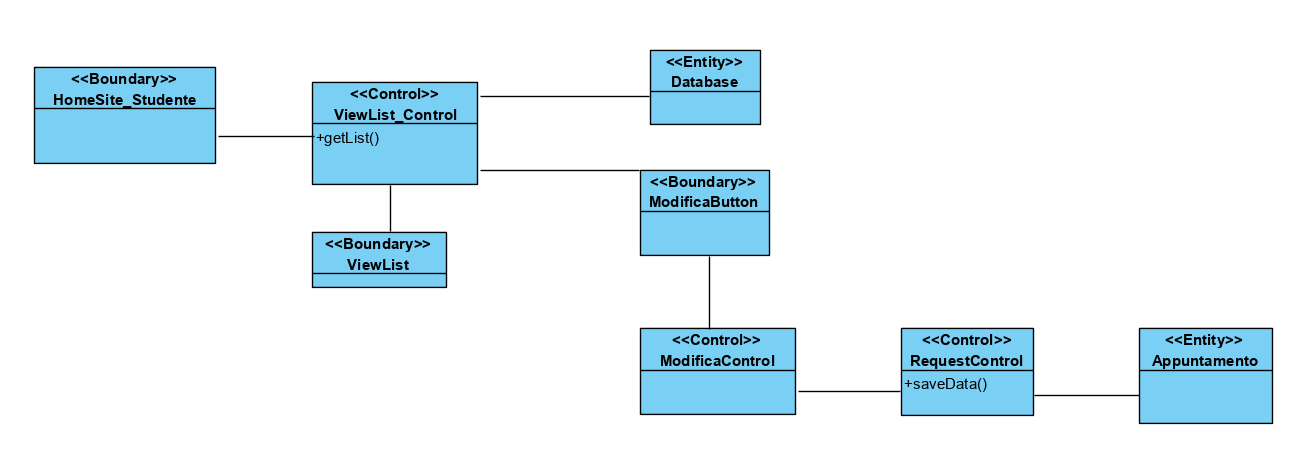 <<Boundary>>
HomeSite_Studente
<<Control>>
ViewList_Control
+getList()
<<Entity>>
Database
<<Boundary>>
ModificaButton
<<Boundary>>
ViewList
<<Control>>
ModificaControl
<<Control>>
RequestControl
+saveData()
<<Entity>>
Appuntamento